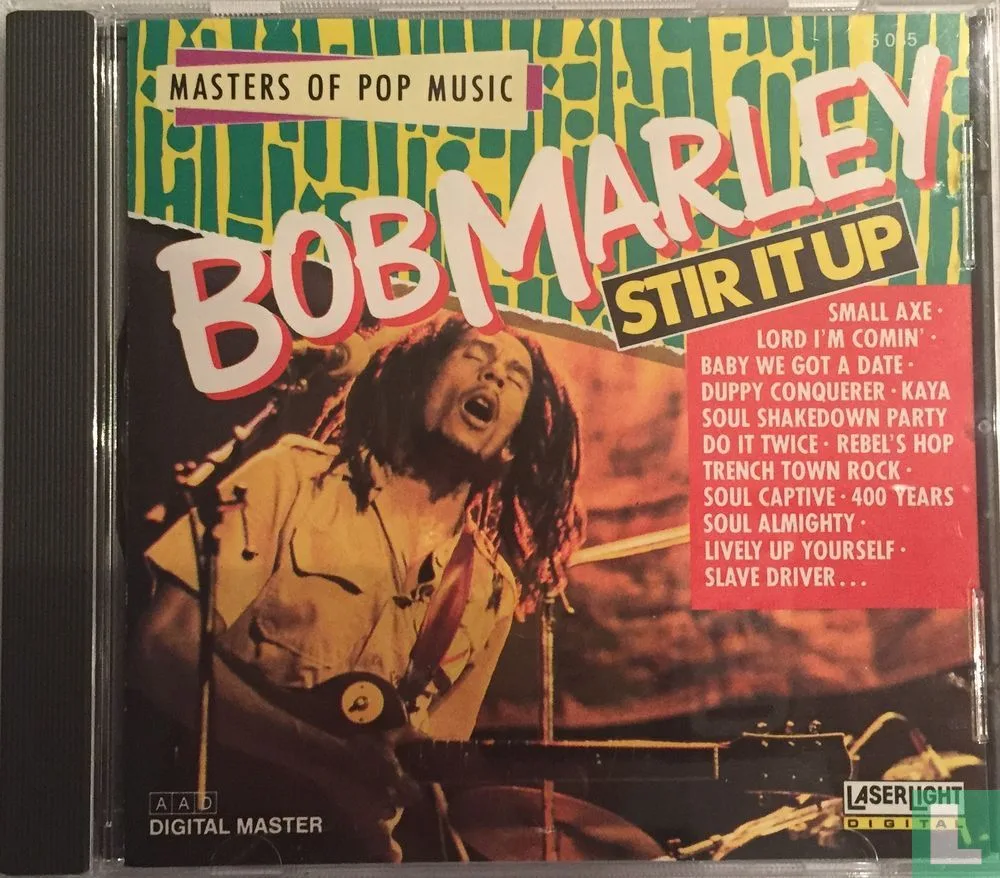 MASTERS OF POP MUSIC
BOB MARLEY
STIR IT UP
SMALL AXE ·
LORD I'M COMIN' ·
BABY WE GOT A DATE ·
DUPPY CONQUERER · KAYA
SOUL SHAKEDOWN PARTY
DO IT TWICE · REBEL'S HOP
TRENCH TOWN ROCK ·
SOUL CAPTIVE · 400 YEARS
SOUL ALMIGHTY ·
LIVELY UP YOURSELF ·
SLAVE DRIVER...
AAD
DIGITAL MASTER
LASERLIGHT
DIGITAL
L